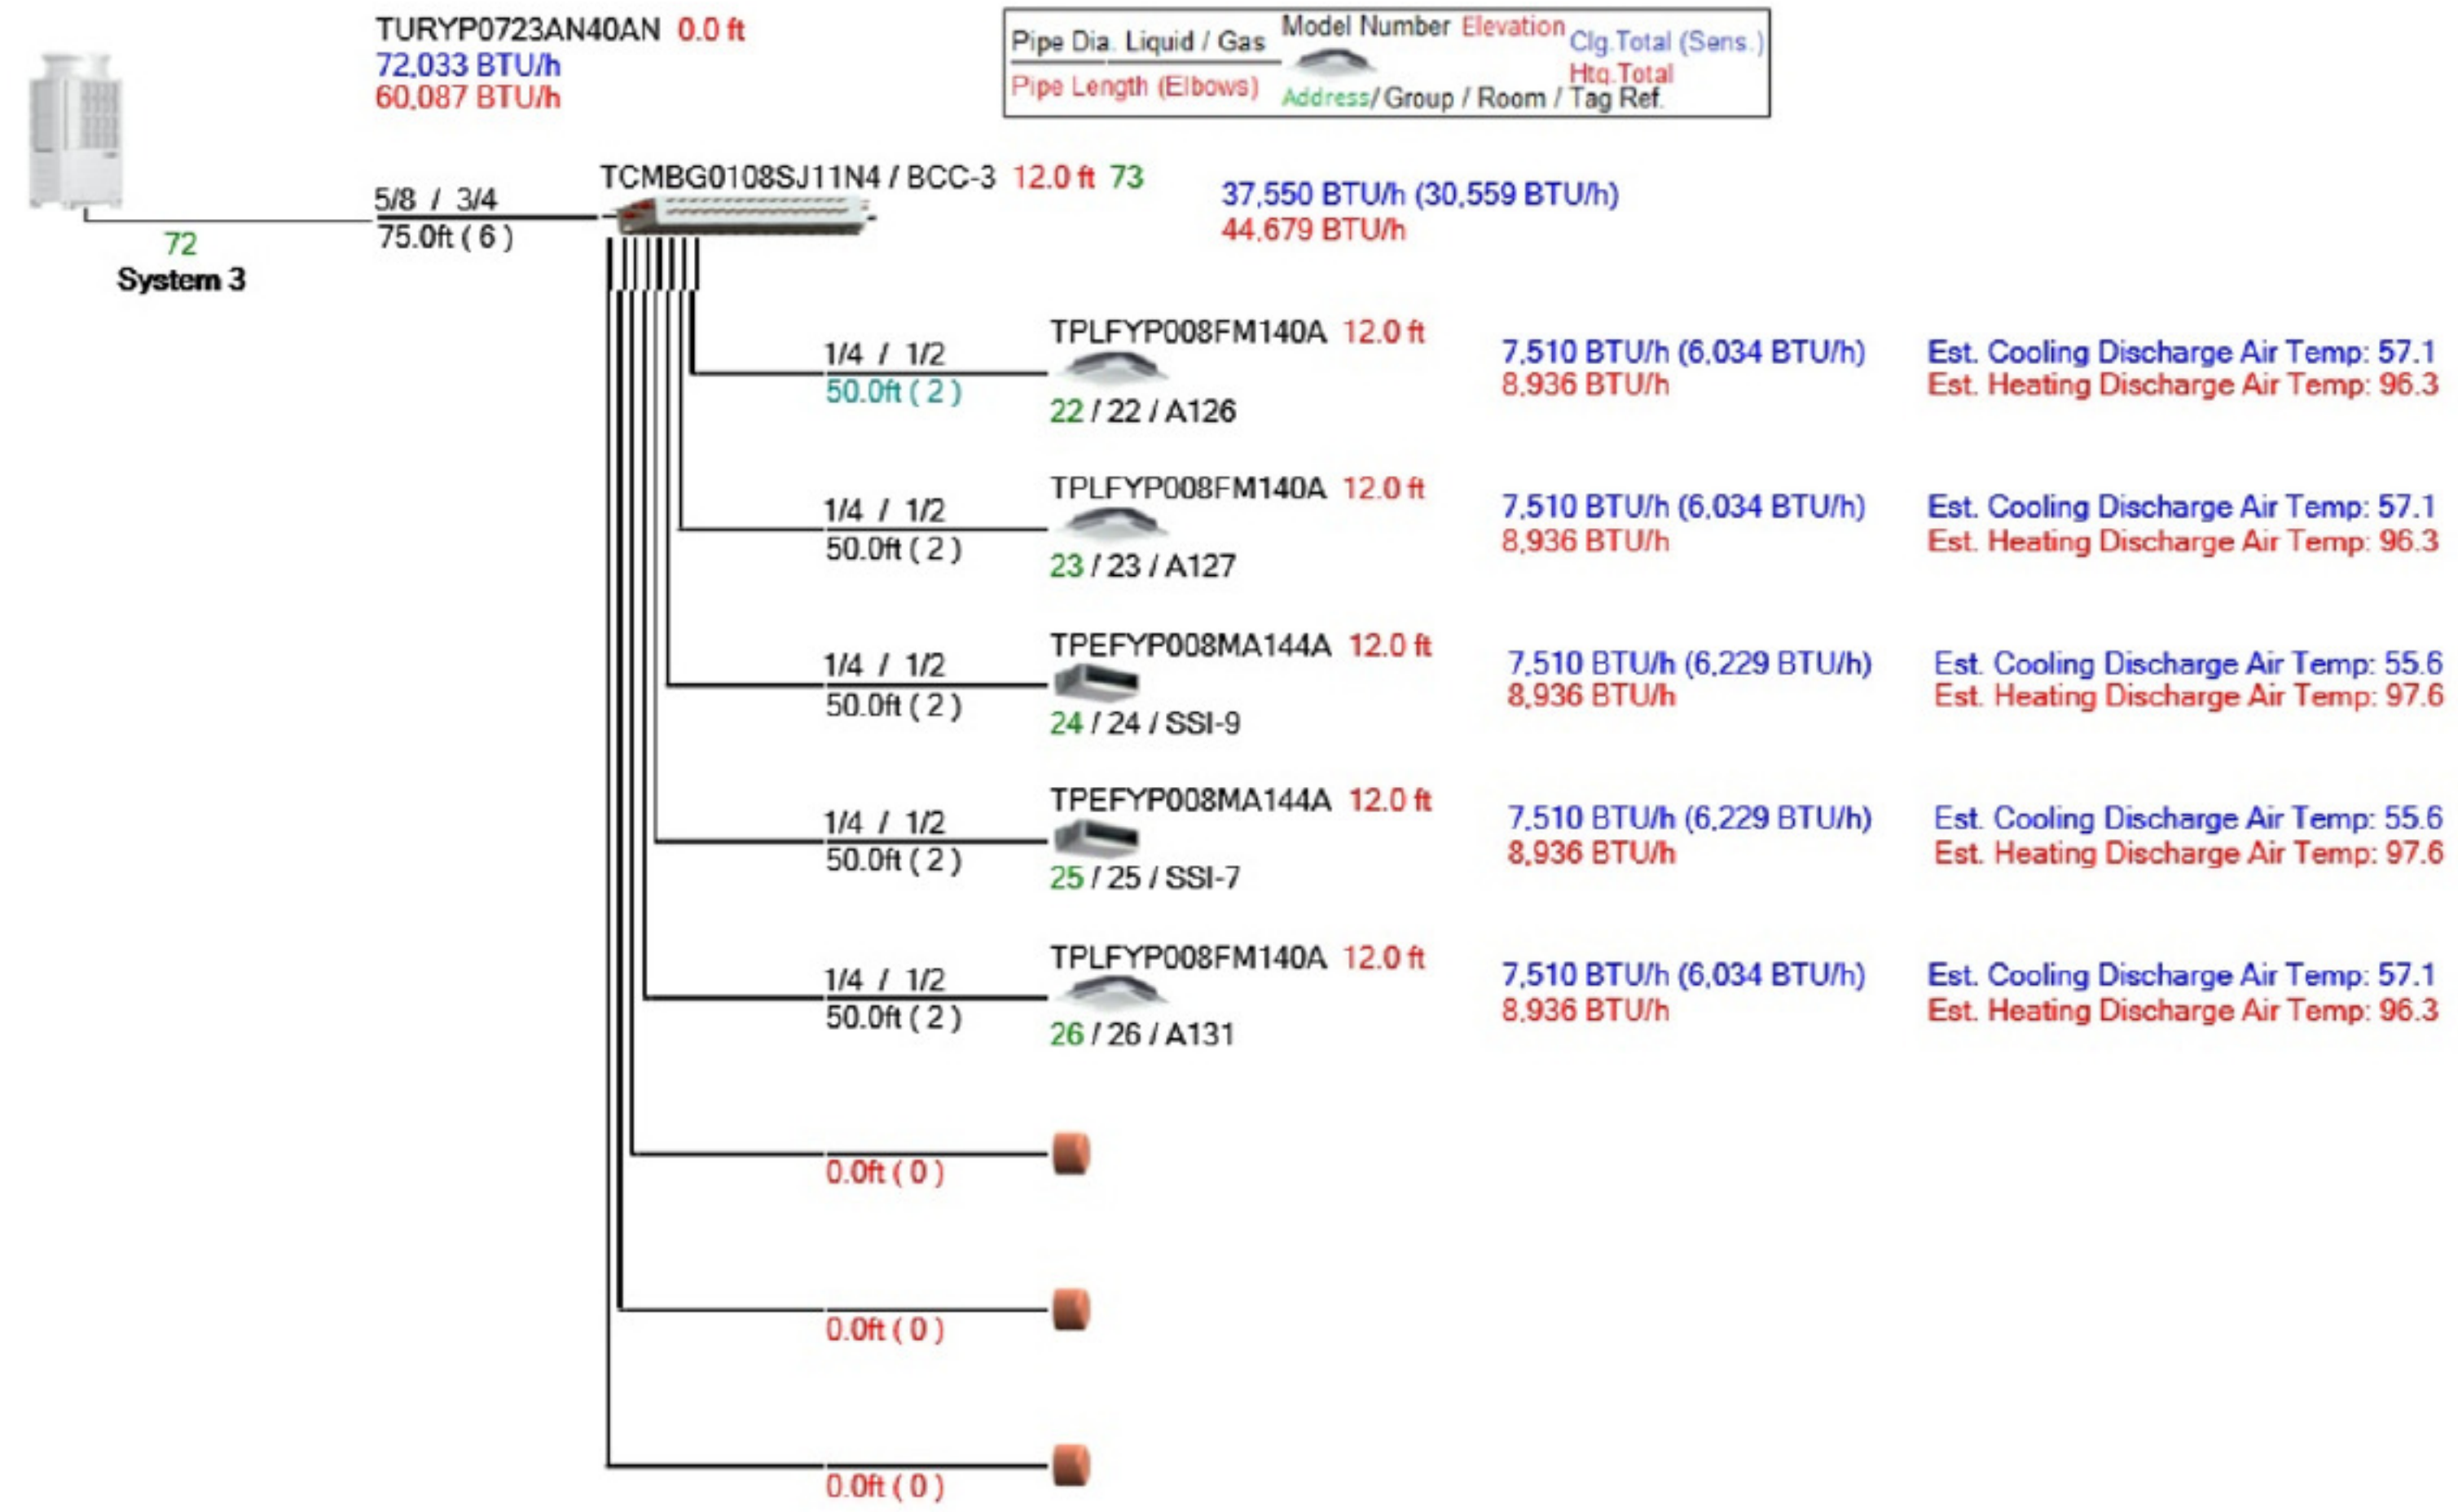 TURYP0723AN40AN 0.0 ft
72,033 BTU/h
60,087 BTU/h
Pipe Dia. Liquid / Gas
Pipe Length (Elbows)
Model Number Elevation
Clg.Total (Sens.)
Htg.Total
Address/ Group / Room / Tag Ref.
72
System 3
5/8 / 3/4
75.0ft ( 6 )
TCMBG0108SJ11N4 / BCC-3 12.0 ft 73
37,550 BTU/h (30,559 BTU/h)
44,679 BTU/h
1/4 / 1/2
50.0ft ( 2 )
TPLFYP008FM140A 12.0 ft
22 / 22 / A126
7,510 BTU/h (6,034 BTU/h)
8,936 BTU/h
Est. Cooling Discharge Air Temp: 57.1
Est. Heating Discharge Air Temp: 96.3
1/4 / 1/2
50.0ft ( 2 )
TPLFYP008FM140A 12.0 ft
23 / 23 / A127
7,510 BTU/h (6,034 BTU/h)
8,936 BTU/h
Est. Cooling Discharge Air Temp: 57.1
Est. Heating Discharge Air Temp: 96.3
1/4 / 1/2
50.0ft ( 2 )
TPEFYP008MA144A 12.0 ft
24 / 24 / SSI-9
7,510 BTU/h (6,229 BTU/h)
8,936 BTU/h
Est. Cooling Discharge Air Temp: 55.6
Est. Heating Discharge Air Temp: 97.6
1/4 / 1/2
50.0ft ( 2 )
TPEFYP008MA144A 12.0 ft
25 / 25 / SSI-7
7,510 BTU/h (6,229 BTU/h)
8,936 BTU/h
Est. Cooling Discharge Air Temp: 55.6
Est. Heating Discharge Air Temp: 97.6
1/4 / 1/2
50.0ft ( 2 )
TPLFYP008FM140A 12.0 ft
26 / 26 / A131
7,510 BTU/h (6,034 BTU/h)
8,936 BTU/h
Est. Cooling Discharge Air Temp: 57.1
Est. Heating Discharge Air Temp: 96.3
0.0ft ( 0 )
0.0ft ( 0 )
0.0ft ( 0 )